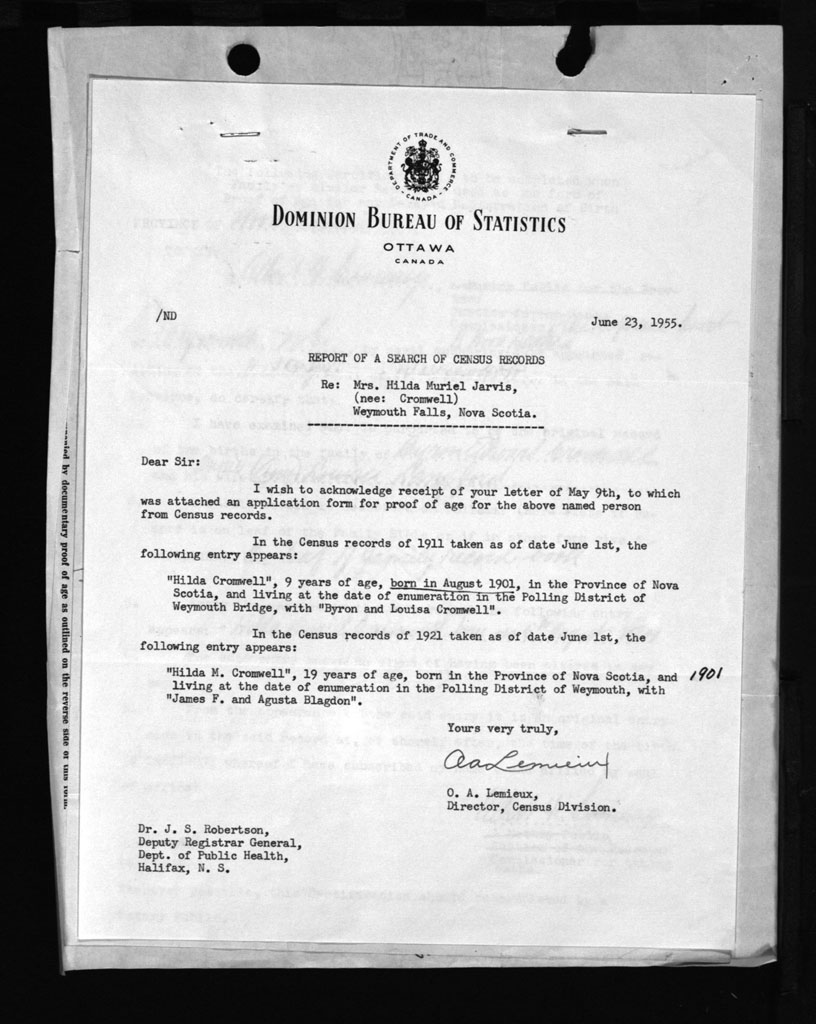 DEPARTMENT OF TRADE AND COMMERCE
CANADA
DOMINION BUREAU OF STATISTICS
OTTAWA
CANADA
/ND
June 23, 1955.
REPORT OF A SEARCH OF CENSUS RECORDS
Re: Mrs. Hilda Muriel Jarvis,
(nee: Cromwell)
Weymouth Falls, Nova Scotia.
Dear Sir:
I wish to acknowledge receipt of your letter of May 9th, to which
was attached an application form for proof of age for the above named person
from Census records.
In the Census records of 1911 taken as of date June 1st, the
following entry appears:
"Hilda Cromwell", 9 years of age, born in August 1901, in the Province of Nova
Scotia, and living at the date of enumeration in the Polling District of
Weymouth Bridge, with "Byron and Louisa Cromwell".
In the Census records of 1921 taken as of date June 1st, the
following entry appears:
"Hilda M. Cromwell", 19 years of age, born in the Province of Nova Scotia, and 1901
living at the date of enumeration in the Polling District of Weymouth, with
"James F. and Agusta Blagdon".
Yours very truly,
OALemieux
O. A. Lemieux,
Director, Census Division.
Dr. J. S. Robertson,
Deputy Registrar General,
Dept. of Public Health,
Halifax, N. S.
by documentary proof of age as outlined on the reverse side of this form.